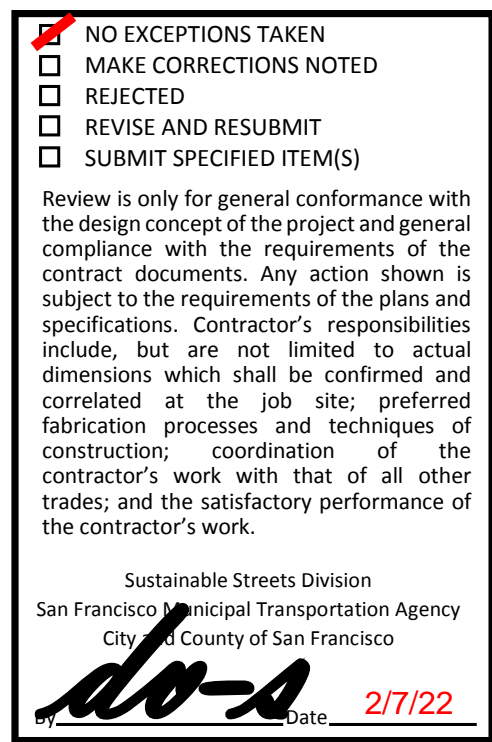 NO EXCEPTIONS TAKEN
MAKE CORRECTIONS NOTED
REJECTED
REVISE AND RESUBMIT
SUBMIT SPECIFIED ITEM(S)
Review is only for general conformance with
the design concept of the project and general
compliance with the requirements of the
contract documents. Any action shown is
subject to the requirements of the plans and
specifications. Contractor’s responsibilities
include, but are not limited to actual
dimensions which shall be confirmed and
correlated at the job site; preferred
fabrication processes and techniques of
construction; coordination of the
contractor’s work with that of all other
trades; and the satisfactory performance of
the contractor’s work.
Sustainable Streets Division
San Francisco Municipal Transportation Agency
City and County of San Francisco
By Date 2/7/22